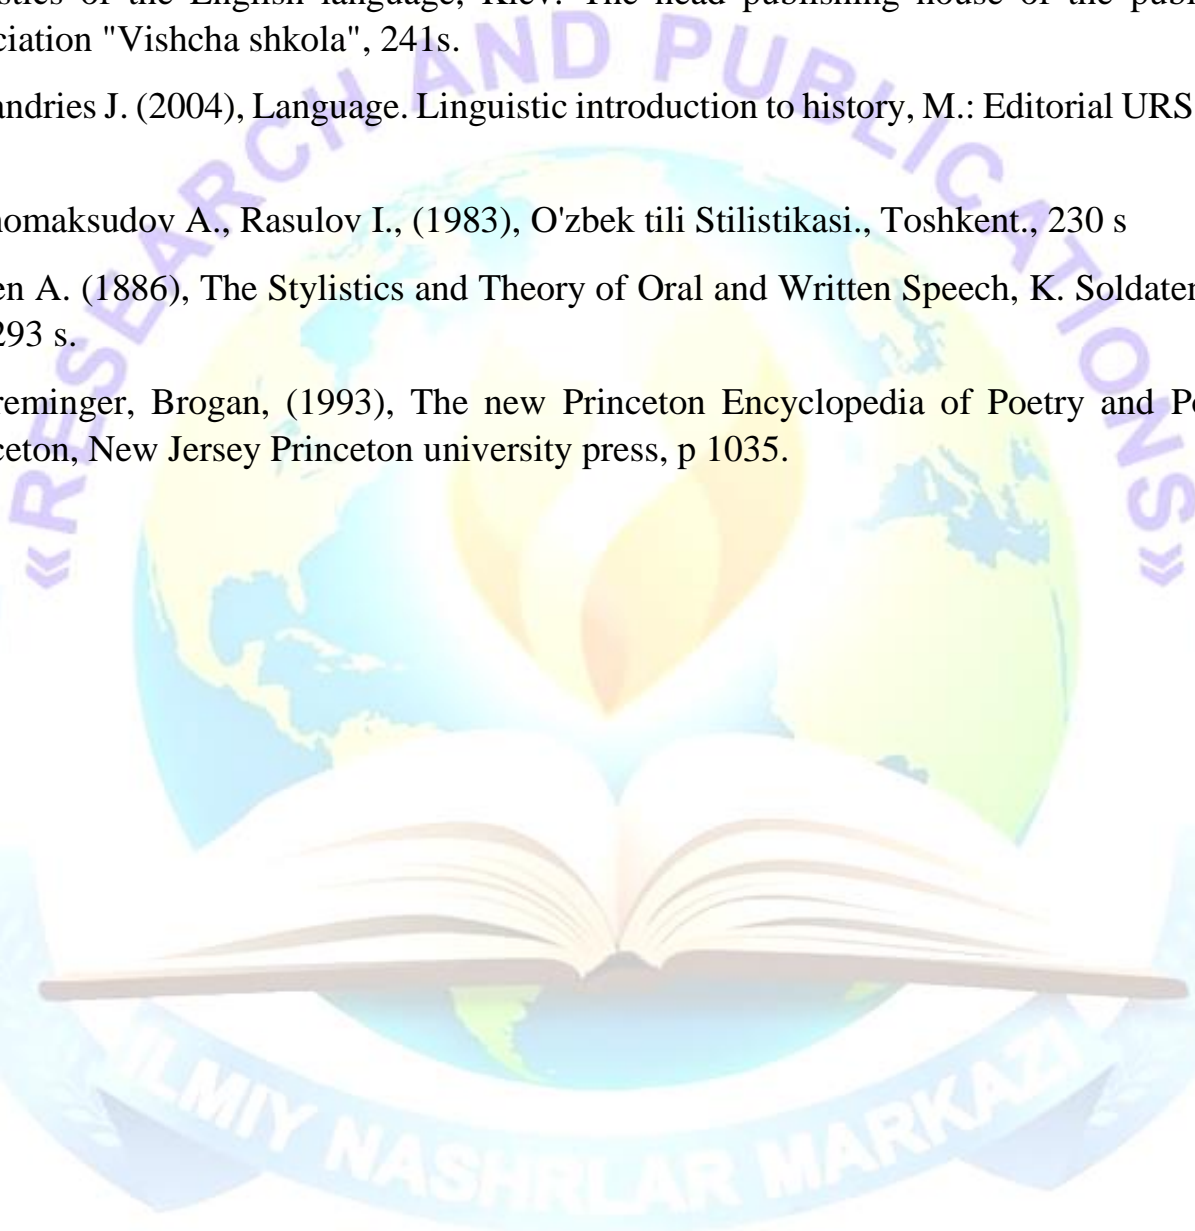 stics of the English language, Kiev: The head publishing house of the publ
ciation "Vishcha shkola", 241s.
andries J. (2004), Language. Linguistic introduction to history, M.: Editorial URS
homaksudov A., Rasulov I., (1983), O'zbek tili Stilistikasi., Toshkent., 230 s
en A. (1886), The Stylistics and Theory of Oral and Written Speech, K. Soldaten
293 s.
reminger, Brogan, (1993), The new Princeton Encyclopedia of Poetry and Po
ceton, New Jersey Princeton university press, p 1035.
«RESEARCH AND PUBLICATIONS»
ILMIY NASHRLAR MARKAZI